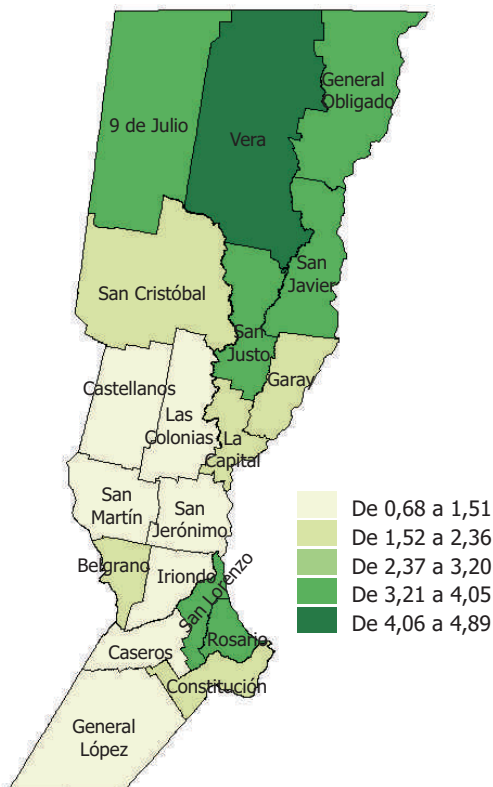 General
Obligado
9 de Julio
Vera
San
Javier
San Cristóbal
San
Justo
Garay
Castellanos
Las
Colonias
La
Capital
San
Martín
San
Jerónimo
Belgrano
Iriondo
San Lorenzo
Rosario
Caseros
Constitución
General
López
De 0,68 a 1,51
De 1,52 a 2,36
De 2,37 a 3,20
De 3,21 a 4,05
De 4,06 a 4,89